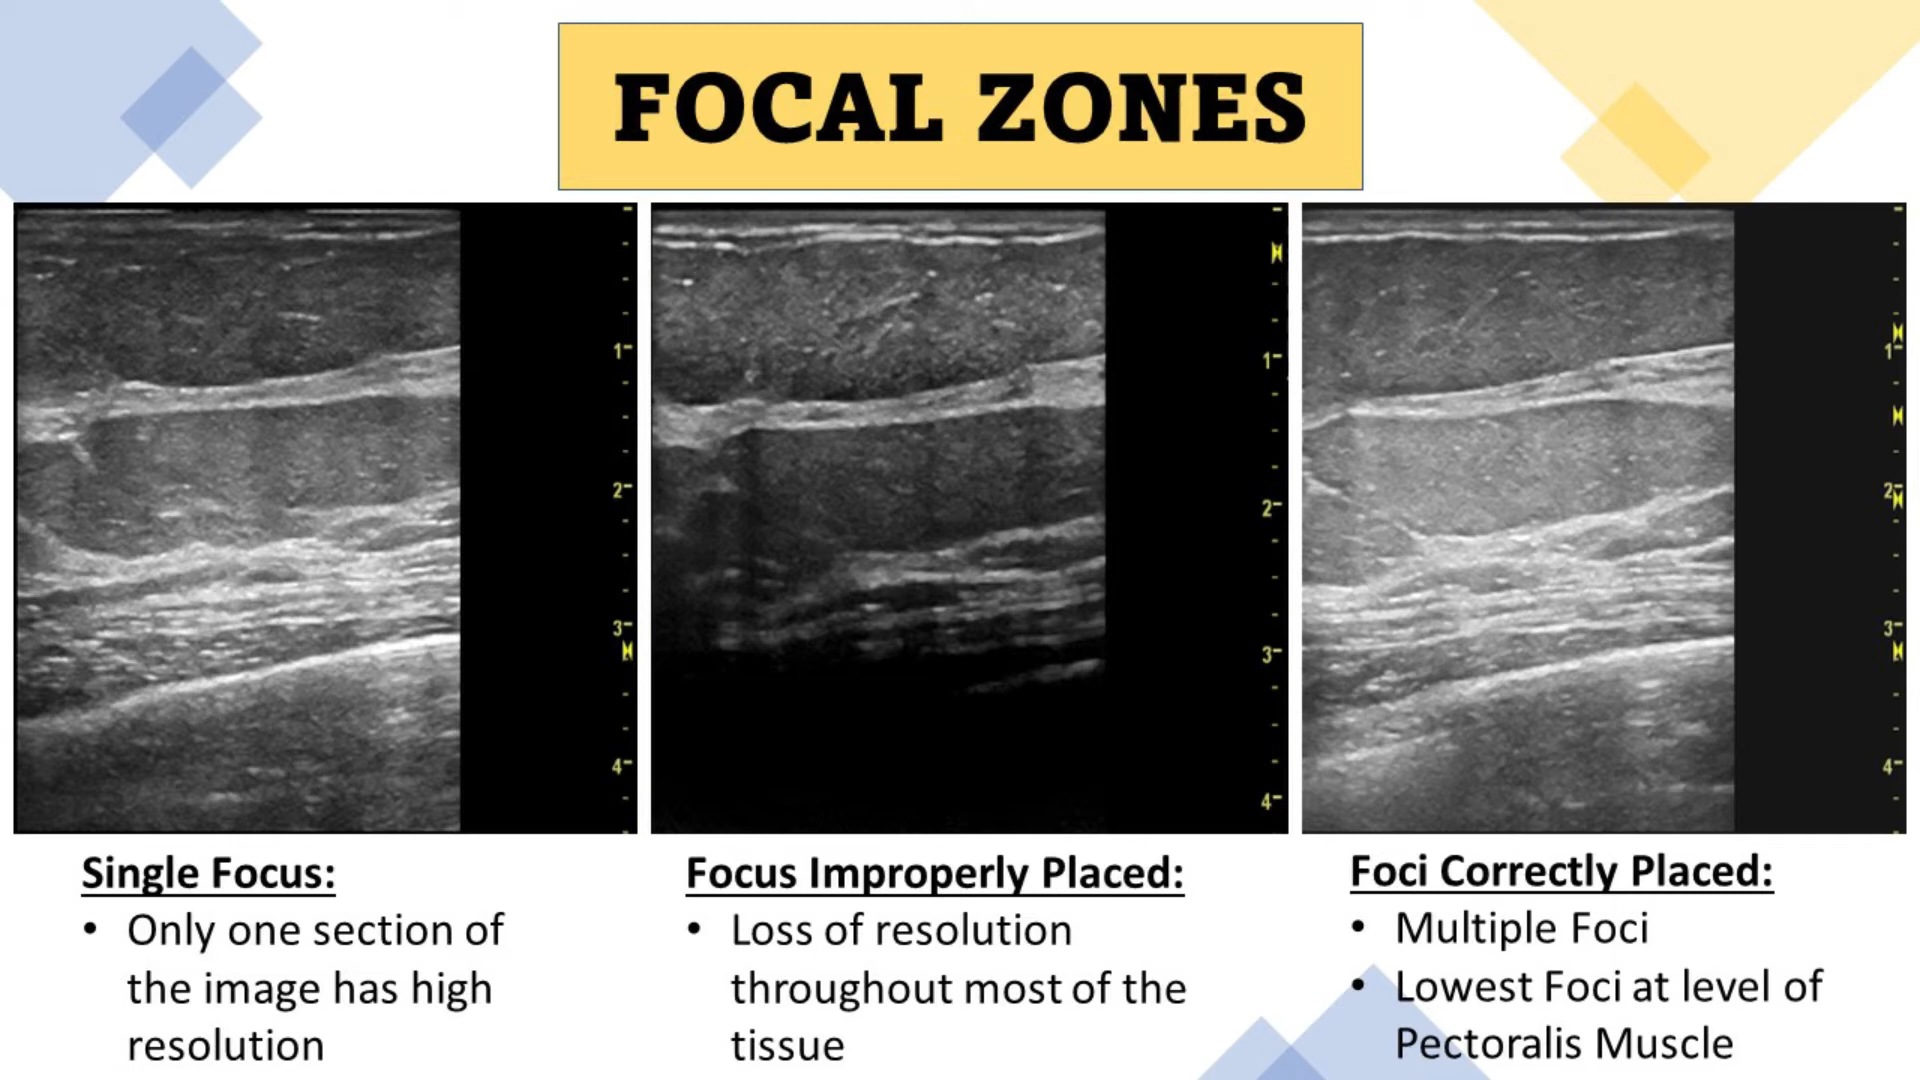 FOCAL ZONES
1
2
3
4
1
2
3
4
1
2
3
4
Single Focus:
• Only one section of
the image has high
resolution
Focus Improperly Placed:
• Loss of resolution
throughout most of the
tissue
Foci Correctly Placed:
• Multiple Foci
• Lowest Foci at level of
Pectoralis Muscle